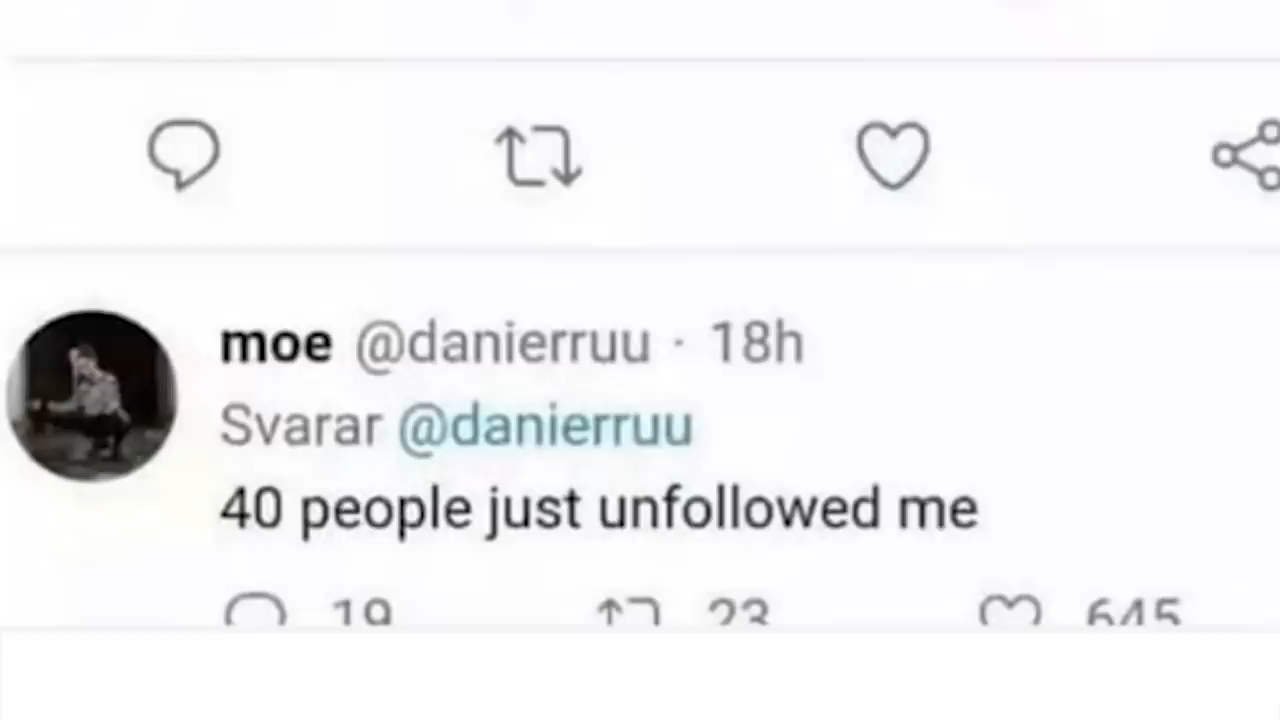 moe @danierruu · 18h
Svarar @danierruu
40 people just unfollowed me
19 23 645